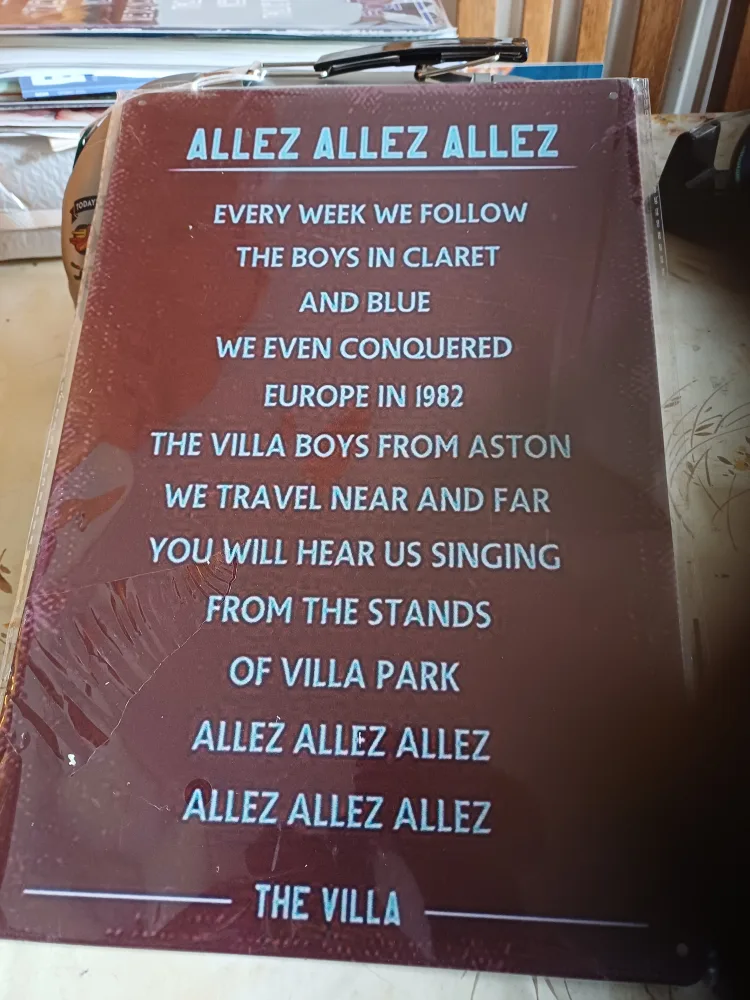 ALLEZ ALLEZ ALLEZ
EVERY WEEK WE FOLLOW
THE BOYS IN CLARET
AND BLUE
WE EVEN CONQUERED
EUROPE IN 1982
THE VILLA BOYS FROM ASTON
WE TRAVEL NEAR AND FAR
YOU WILL HEAR US SINGING
FROM THE STANDS
OF VILLA PARK
ALLEZ ALLEZ ALLEZ
ALLEZ ALLEZ ALLEZ
THE VILLA
TODAY